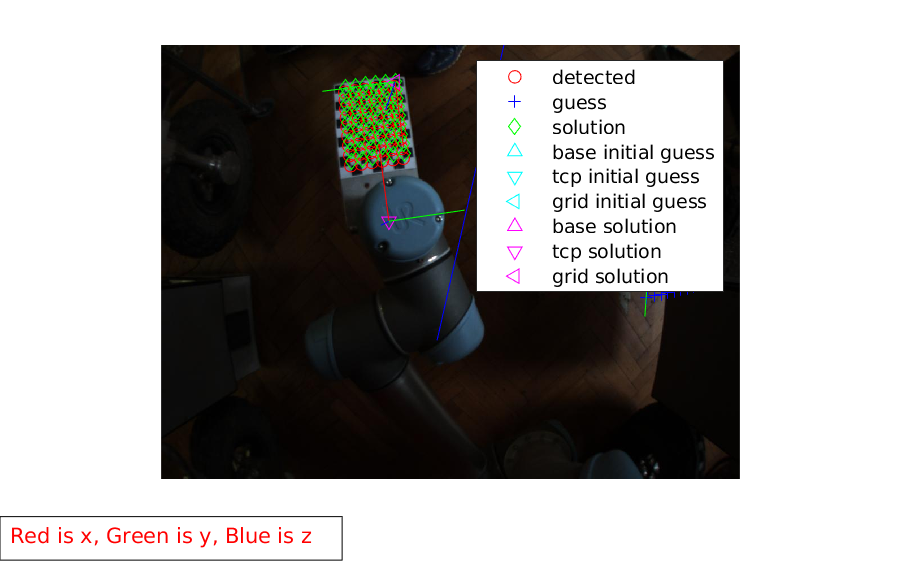 detected
guess
solution
base initial guess
tcp initial guess
grid initial guess
base solution
tcp solution
grid solution
Red is x, Green is y, Blue is z